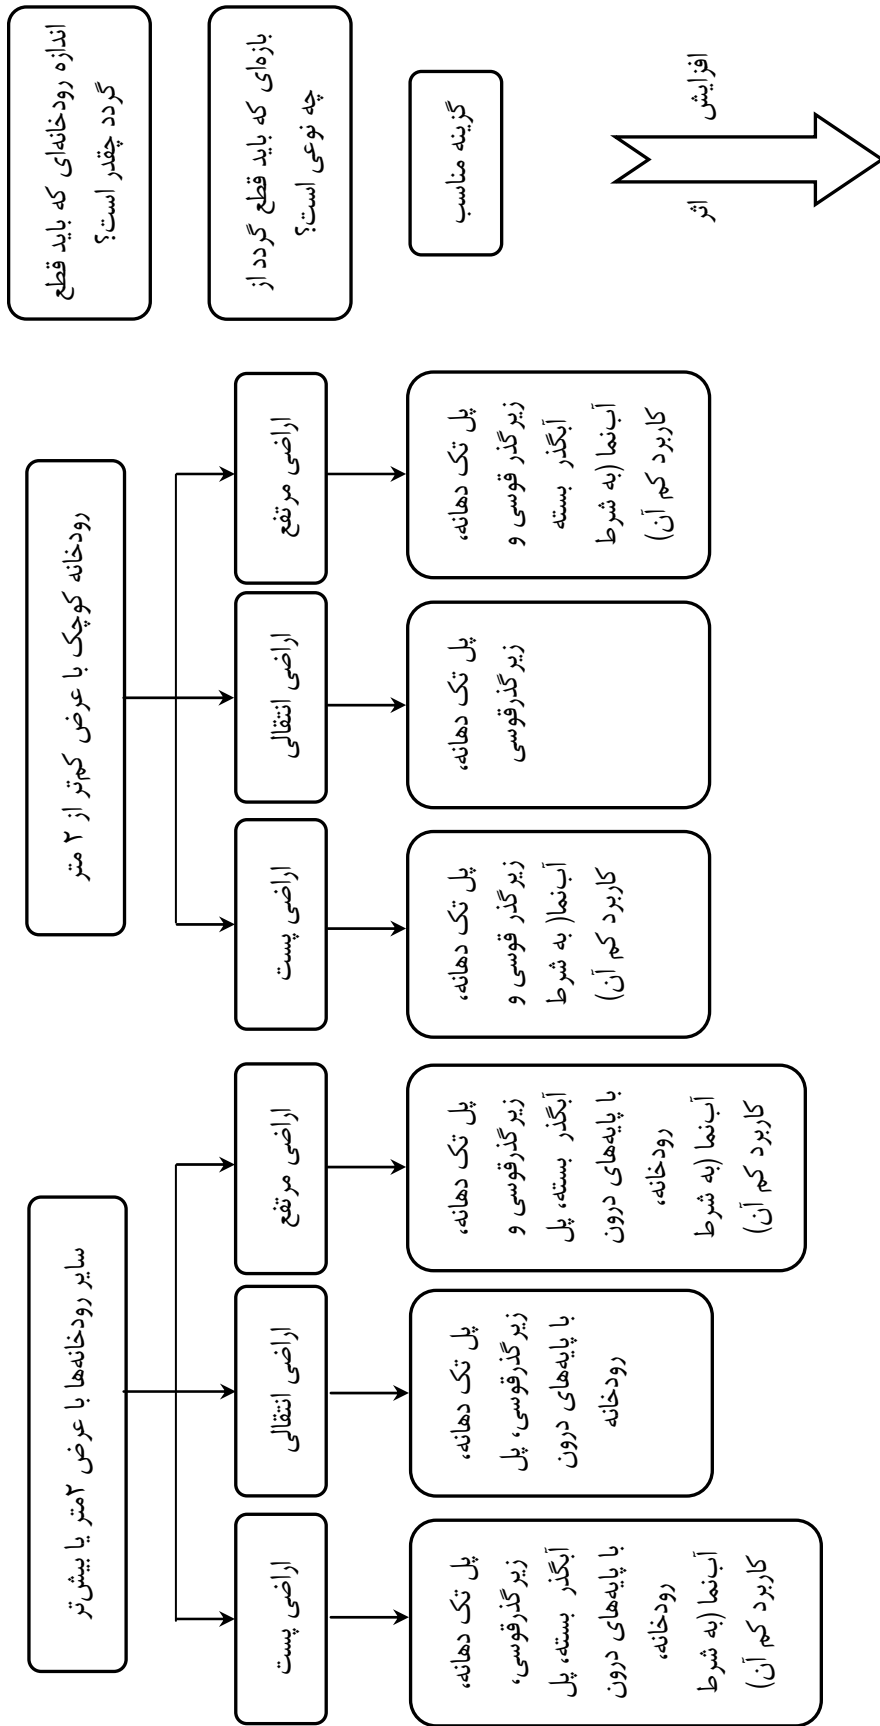 اندازه رودخانه‌ای که باید قطع
گردد چقدر است؟
رودخانه کوچک با عرض کم‌تر از ۲ متر
سایر رودخانه‌ها با عرض ۲متر یا بیش‌تر
بازه‌ای که باید قطع گردد از
چه نوعی است؟
اراضی مرتفع
اراضی انتقالی
اراضی پست
اراضی مرتفع
اراضی انتقالی
اراضی پست
گزینه مناسب
پل تک دهانه،
زیرگذر قوسی و
آبگذر بسته
آب‌نما (به شرط
کاربرد کم آن)
پل تک دهانه،
زیرگذرقوسی
پل تک دهانه،
زیرگذر قوسی و
آب‌نما( به شرط
کاربرد کم آن)
پل تک دهانه،
زیرگذرقوسی و
آبگذر بسته، پل
با پایه‌های درون
رودخانه،
آب‌نما (به شرط
کاربرد کم آن)
پل تک دهانه،
زیرگذرقوسی، پل
با پایه‌های درون
رودخانه
پل تک دهانه،
زیرگذرقوسی،
آبگذر بسته، پل
با پایه‌های درون
رودخانه،
آب‌نما (به شرط
کاربرد کم آن)
افزایش
اثر